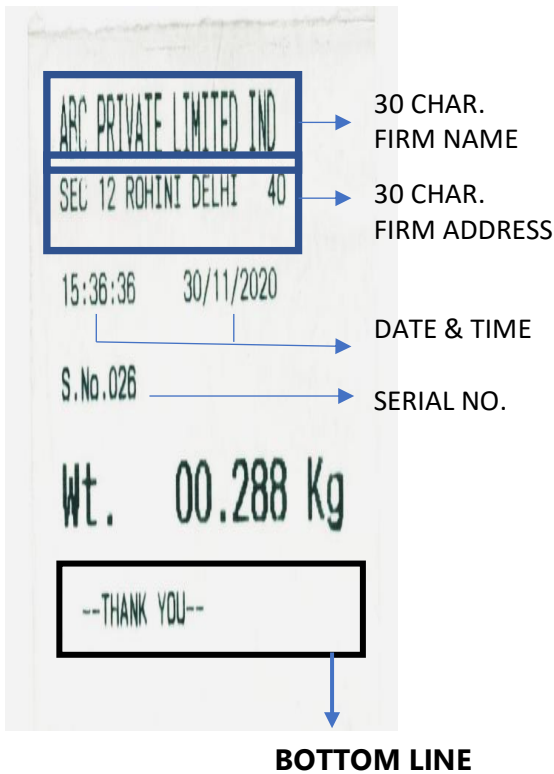 ABC PRIVATE LIMITED IND
30 CHAR.
FIRM NAME
SEC 12 ROHINI DELHI 40
30 CHAR.
FIRM ADDRESS
15:36:36 30/11/2020
DATE & TIME
S.No.026
SERIAL NO.
Wt. 00.288 Kg
--THANK YOU--
BOTTOM LINE